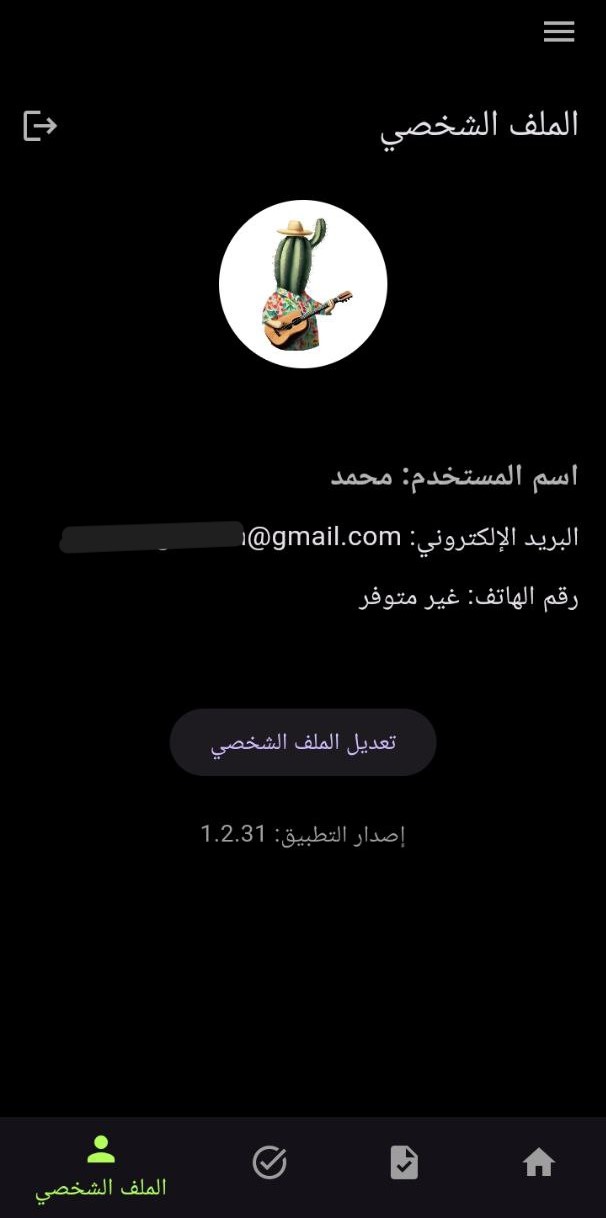 الملف الشخصي
اسم المستخدم: محمد
البريد الإلكتروني: @gmail.com
رقم الهاتف: غير متوفر
تعديل الملف الشخصي
إصدار التطبيق: 1.2.31
الملف الشخصي